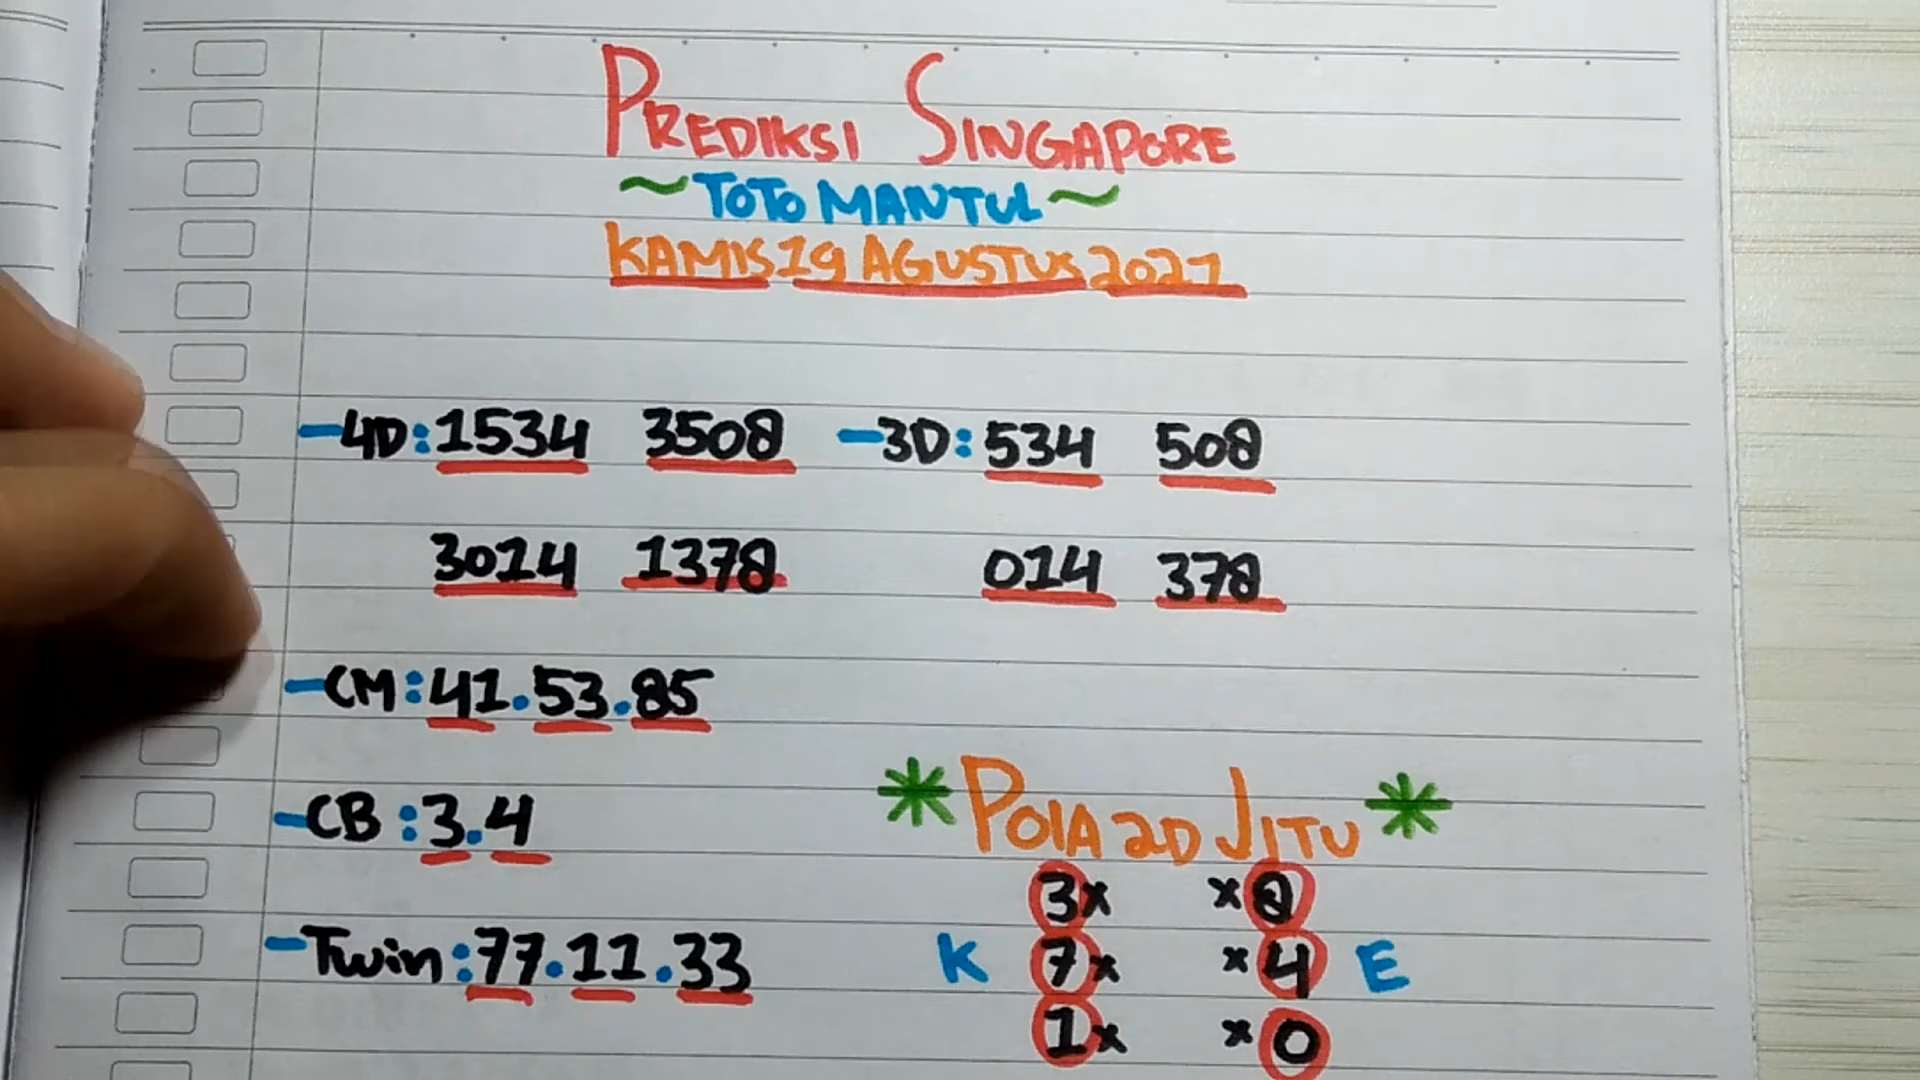 PREDIKSI SINGAPORE
~TOTO MANTUL~
KAMIS 19 AGUSTUS 2021
-4D: 1534 3508 -3D: 534 508
3014 1378 014 378
-CM: 41.53.85
-CB: 3.4
*POLA 2D JITU*
3x x8
-Twin: 77.11.33
K 7x x4 E
1x x0